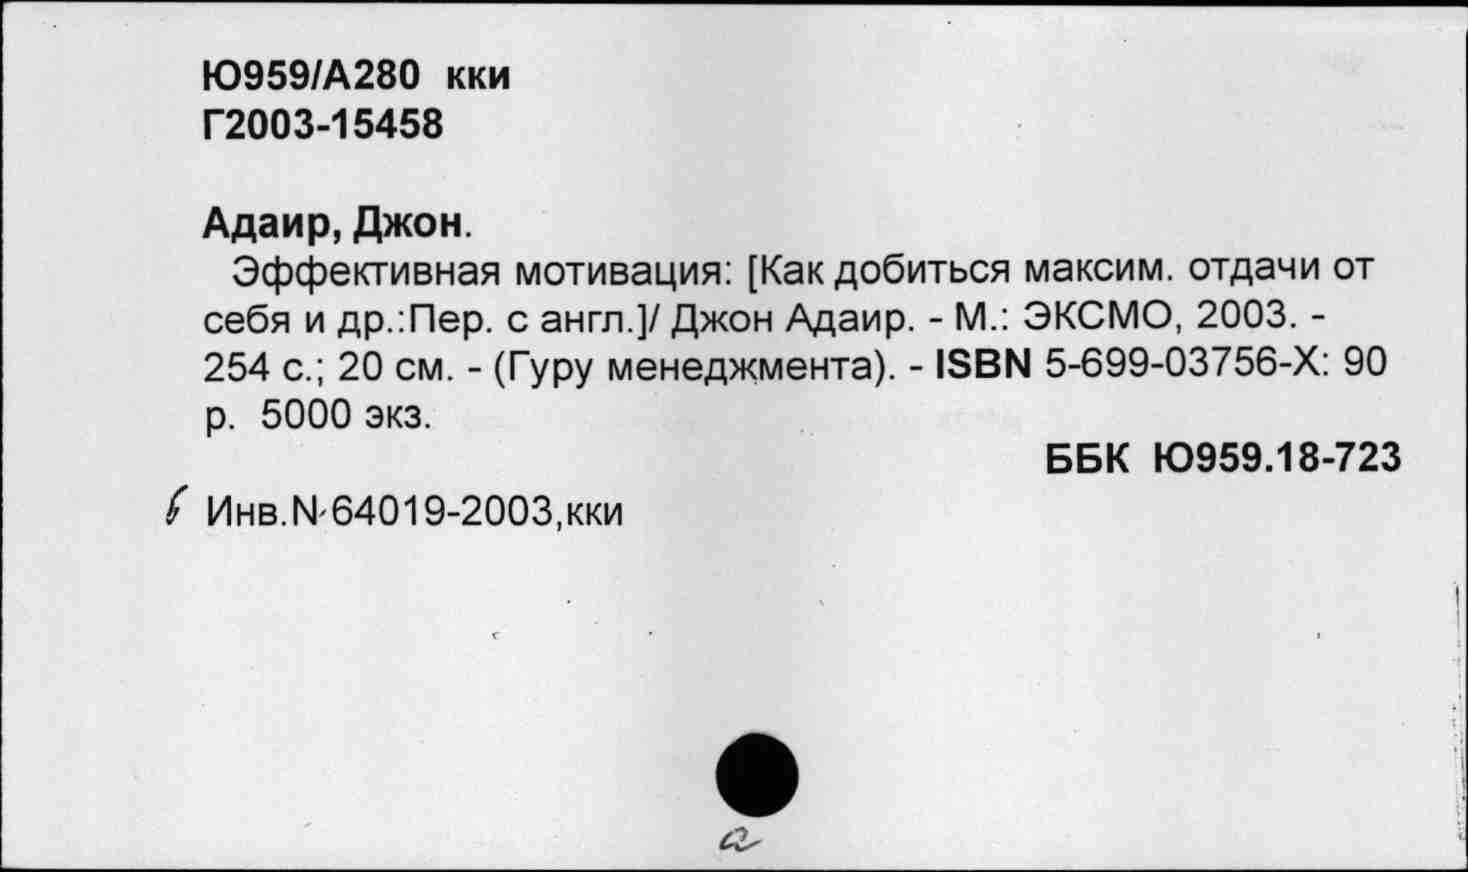 Ю959/А280 кки
Г2003-15458
Адаир, Джон.
Эффективная мотивация: [Как добиться максим. отдачи от
себя и др.:Пер. с англ.]/ Джон Адаир. - М.: ЭКСМО, 2003. -
254 с.; 20 см. - (Гуру менеджмента). - ISBN 5-699-03756-X: 90
р. 5000 экз.
ББК Ю959.18-723
Инв.N-64019-2003,кки